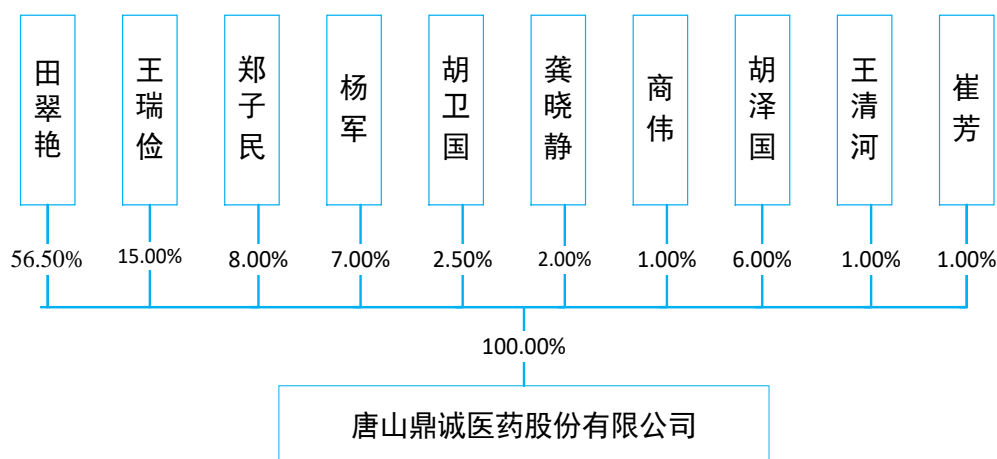 田翠艳
王瑞俭
郑子民
杨军
胡卫国
龚晓静
商伟
胡泽国
王清河
崔芳
56.50%
15.00%
8.00%
7.00%
2.50%
2.00%
1.00%
6.00%
1.00%
1.00%
100.00%
唐山鼎诚医药股份有限公司